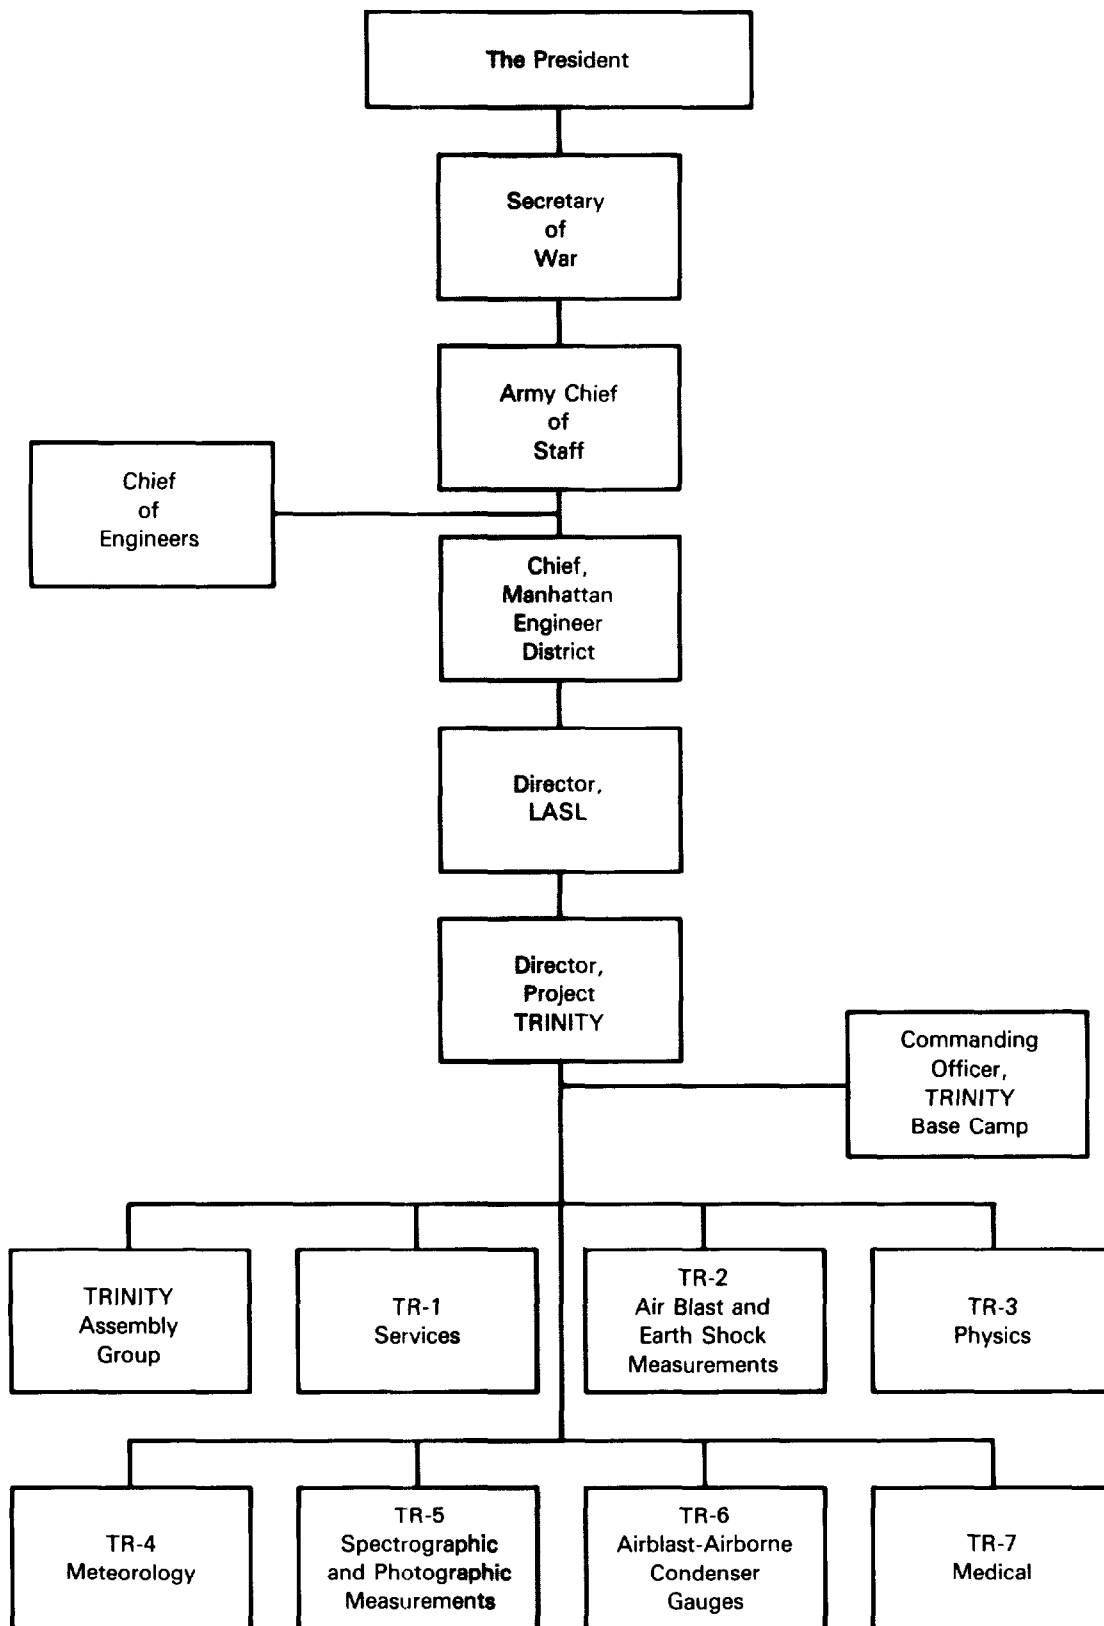 The President
Secretary
of
War
Army Chief
of
Staff
Chief
of
Engineers
Chief,
Manhattan
Engineer
District
Director,
LASL
Director,
Project
TRINITY
Commanding
Officer,
TRINITY
Base Camp
TRINITY
Assembly
Group
TR-1
Services
TR-2
Air Blast and
Earth Shock
Measurements
TR-3
Physics
TR-4
Meteorology
TR-5
Spectrographic
and Photographic
Measurements
TR-6
Airblast-Airborne
Condenser
Gauges
TR-7
Medical